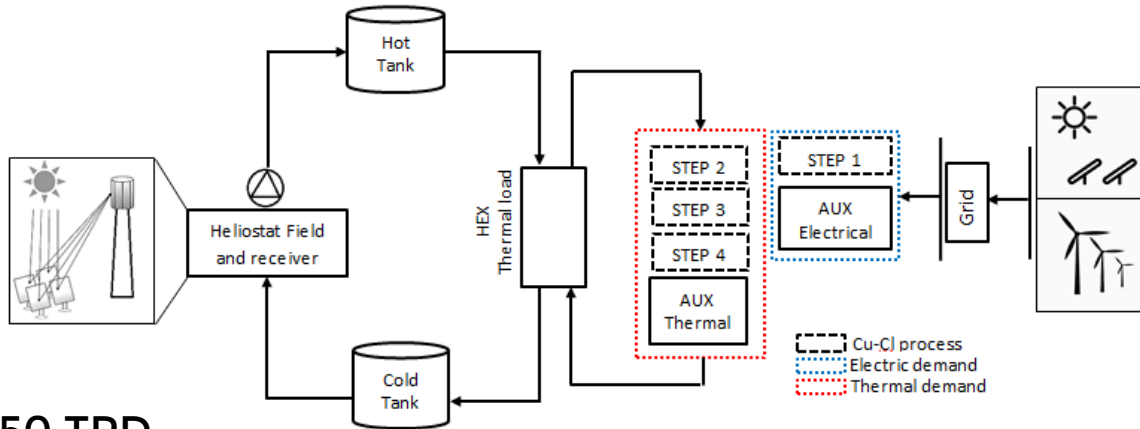 Hot
Tank
Heliostat Field
and receiver
Cold
Tank
HEX
Thermal load
STEP 2
STEP 3
STEP 4
AUX
Thermal
STEP 1
AUX
Electrical
Grid
Cu-Cl process
Electric demand
Thermal demand
50 TPD